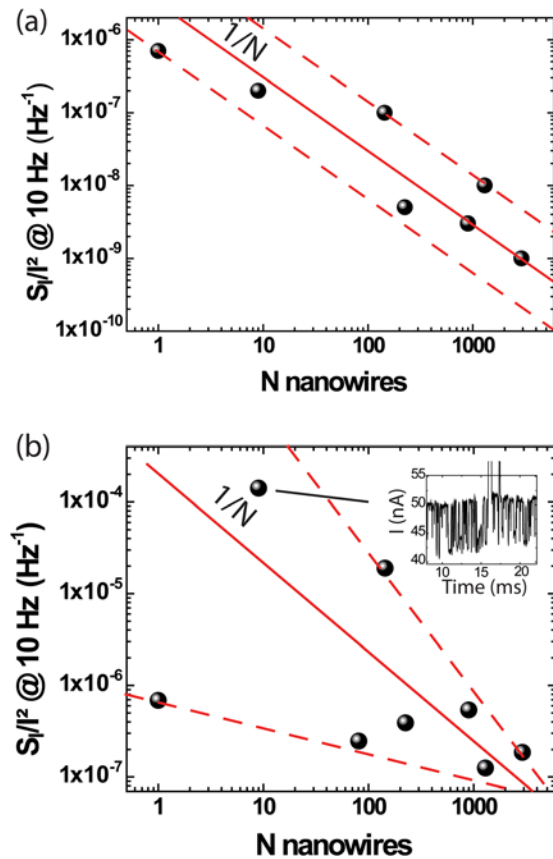 (a)
1x10⁻⁶
1x10⁻⁷
1x10⁻⁸
1x10⁻⁹
1x10⁻¹⁰
S_I/I² @ 10 Hz (Hz⁻¹)
1/N
1
10
100
1000
N nanowires
(b)
1x10⁻⁴
1x10⁻⁵
1x10⁻⁶
1x10⁻⁷
S_I/I² @ 10 Hz (Hz⁻¹)
1/N
55
50
45
40
I (nA)
10
15
20
Time (ms)
1
10
100
1000
N nanowires